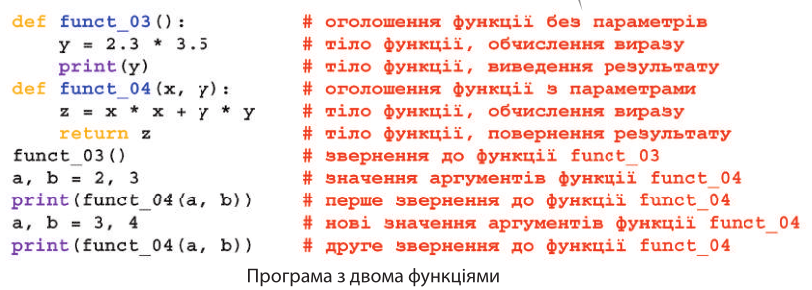 def funct_03(): # оголошення функції без параметрів
y = 2.3 * 3.5 # тіло функції, обчислення виразу
print(y) # тіло функції, виведення результату
def funct_04(x, y): # оголошення функції з параметрами
z = x * x + y * y # тіло функції, обчислення виразу
return z # тіло функції, повернення результату
funct_03() # звернення до функції funct_03
a, b = 2, 3 # значення аргументів функції funct_04
print(funct_04(a, b)) # перше звернення до функції funct_04
a, b = 3, 4 # нові значення аргументів функції funct_04
print(funct_04(a, b)) # друге звернення до функції funct_04
Програма з двома функціями